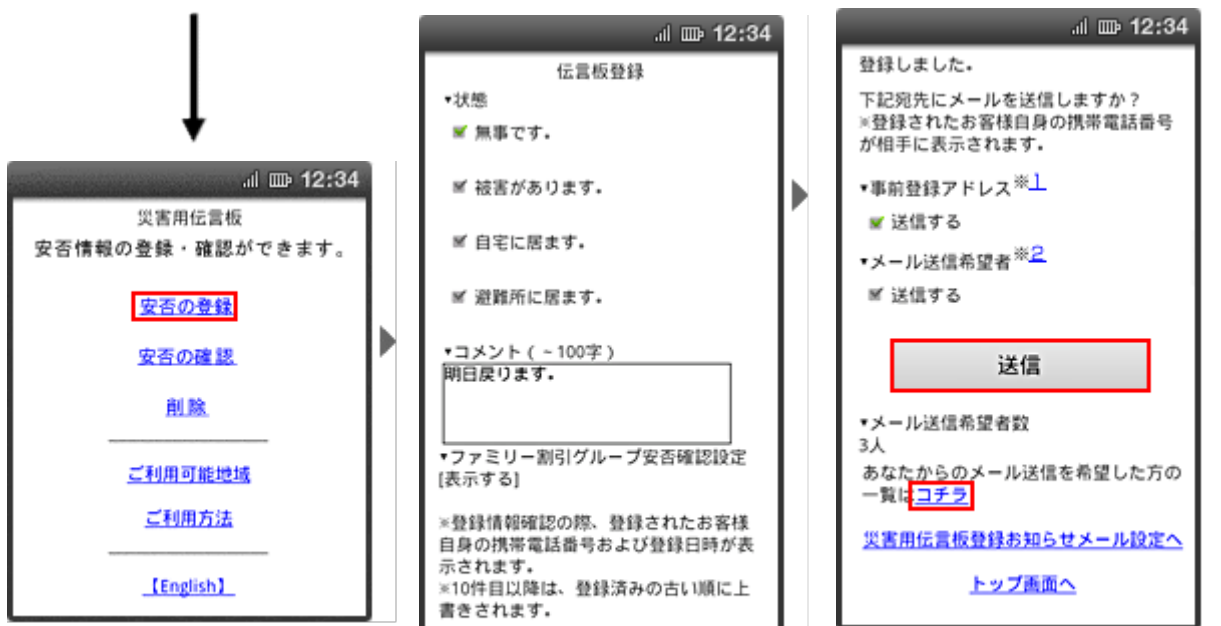 12:34
災害用伝言板
安否情報の登録・確認ができます。
安否の登録
安否の確認
削除
ご利用可能地域
ご利用方法
【English】
12:34
伝言板登録
▾状態
無事です。
被害があります。
自宅に居ます。
避難所に居ます。
▾コメント(~100字)
明日戻ります。
▾ファミリー割引グループ安否確認設定
[表示する]
※登録情報確認の際、登録されたお客様
自身の携帯電話番号および登録日時が表
示されます。
※10件目以降は、登録済みの古い順に上
書きされます。
12:34
登録しました。
下記宛先にメールを送信しますか?
※登録されたお客様自身の携帯電話番号
が相手に表示されます。
▾事前登録アドレス※1
送信する
▾メール送信希望者※2
送信する
送信
▾メール送信希望者数
3人
あなたからのメール送信を希望した方の
一覧はコチラ
災害用伝言板登録お知らせメール設定へ
トップ画面へ